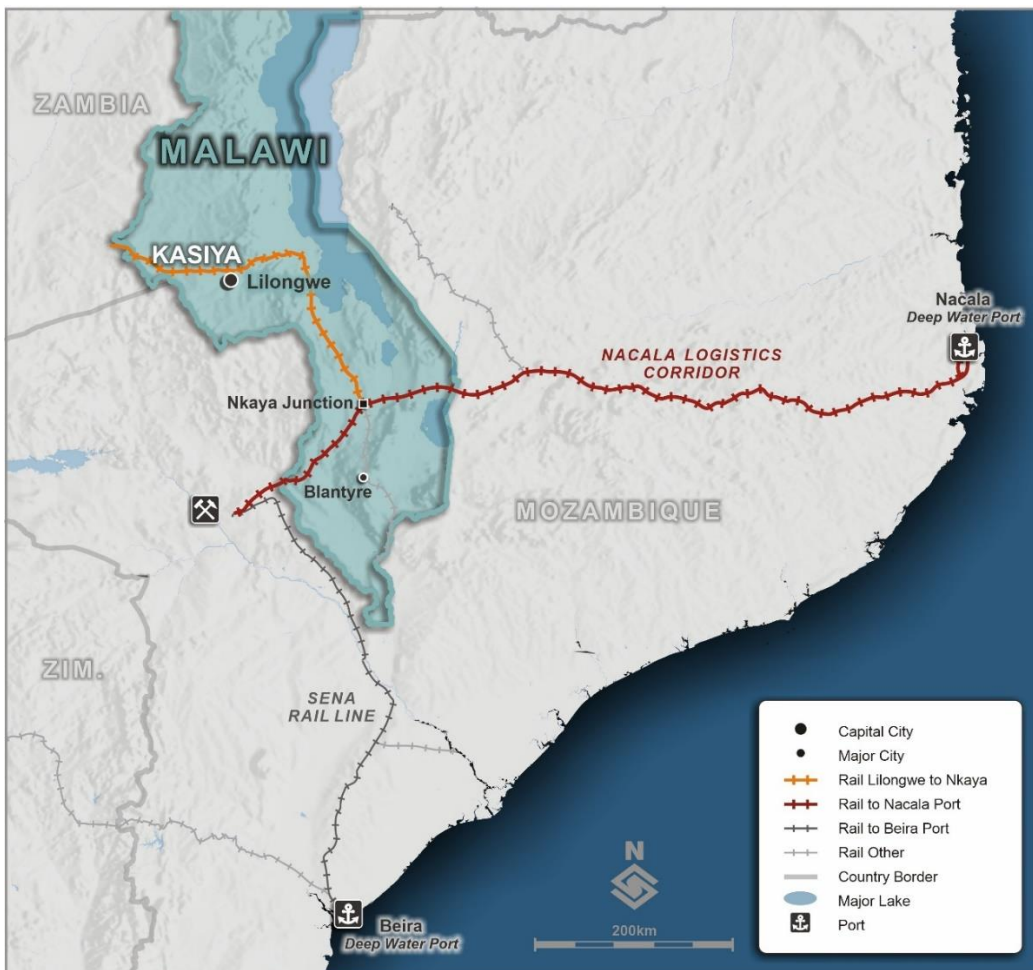 ZAMBIA
MALAWI
KASIYA
Lilongwe
Nacala
Deep Water Port
NACALA LOGISTICS
CORRIDOR
Nkaya Junction
Blantyre
MOZAMBIQUE
ZIM.
SENA
RAIL LINE
Beira
Deep Water Port
N
200km
Capital City
Major City
Rail Lilongwe to Nkaya
Rail to Nacala Port
Rail to Beira Port
Rail Other
Country Border
Major Lake
Port